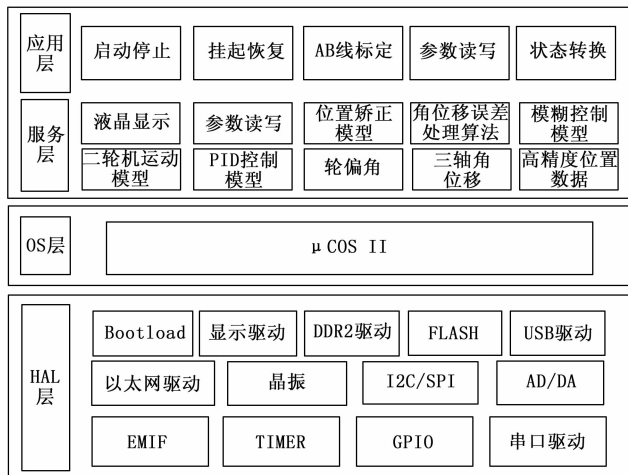 应用
层
启动停止
挂起恢复
AB线标定
参数读写
状态转换
服务
层
液晶显示
参数读写
位置矫正
模型
角位移误差
处理算法
模糊控制
模型
二轮机运动
模型
PID控制
模型
轮偏角
三轴角
位移
高精度位置
数据
OS层
μCOS II
HAL
层
Bootload
显示驱动
DDR2驱动
FLASH
USB驱动
以太网驱动
晶振
I2C/SPI
AD/DA
EMIF
TIMER
GPIO
串口驱动